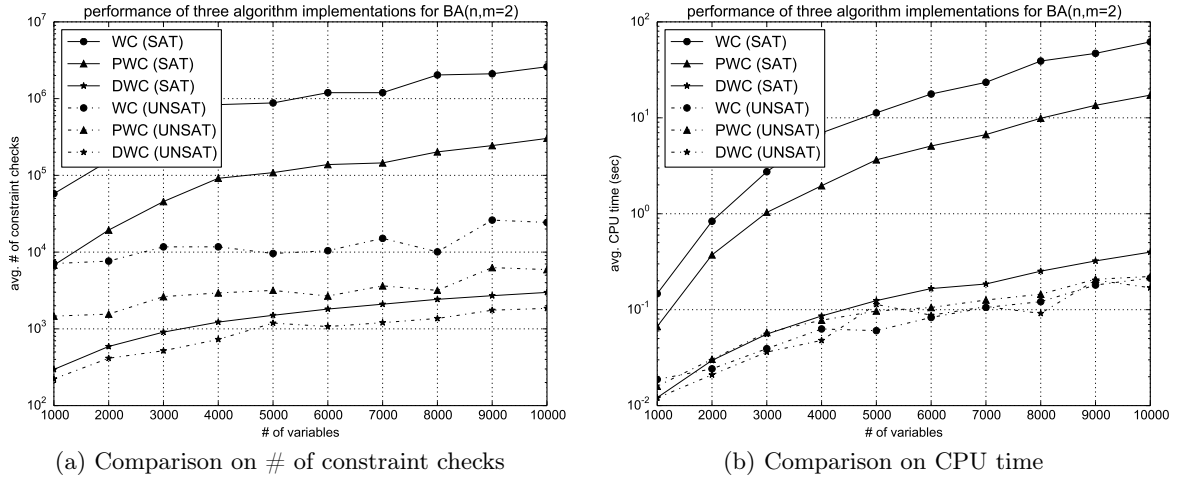 performance of three algorithm implementations for BA(n,m=2)
10^7
10^6
10^5
10^4
10^3
10^2
avg. # of constraint checks
WC (SAT)
PWC (SAT)
DWC (SAT)
WC (UNSAT)
PWC (UNSAT)
DWC (UNSAT)
1000 2000 3000 4000 5000 6000 7000 8000 9000 10000
# of variables
(a) Comparison on # of constraint checks
performance of three algorithm implementations for BA(n,m=2)
10^2
10^1
10^0
10^-1
10^-2
avg. CPU time (sec)
WC (SAT)
PWC (SAT)
DWC (SAT)
WC (UNSAT)
PWC (UNSAT)
DWC (UNSAT)
1000 2000 3000 4000 5000 6000 7000 8000 9000 10000
# of variables
(b) Comparison on CPU time